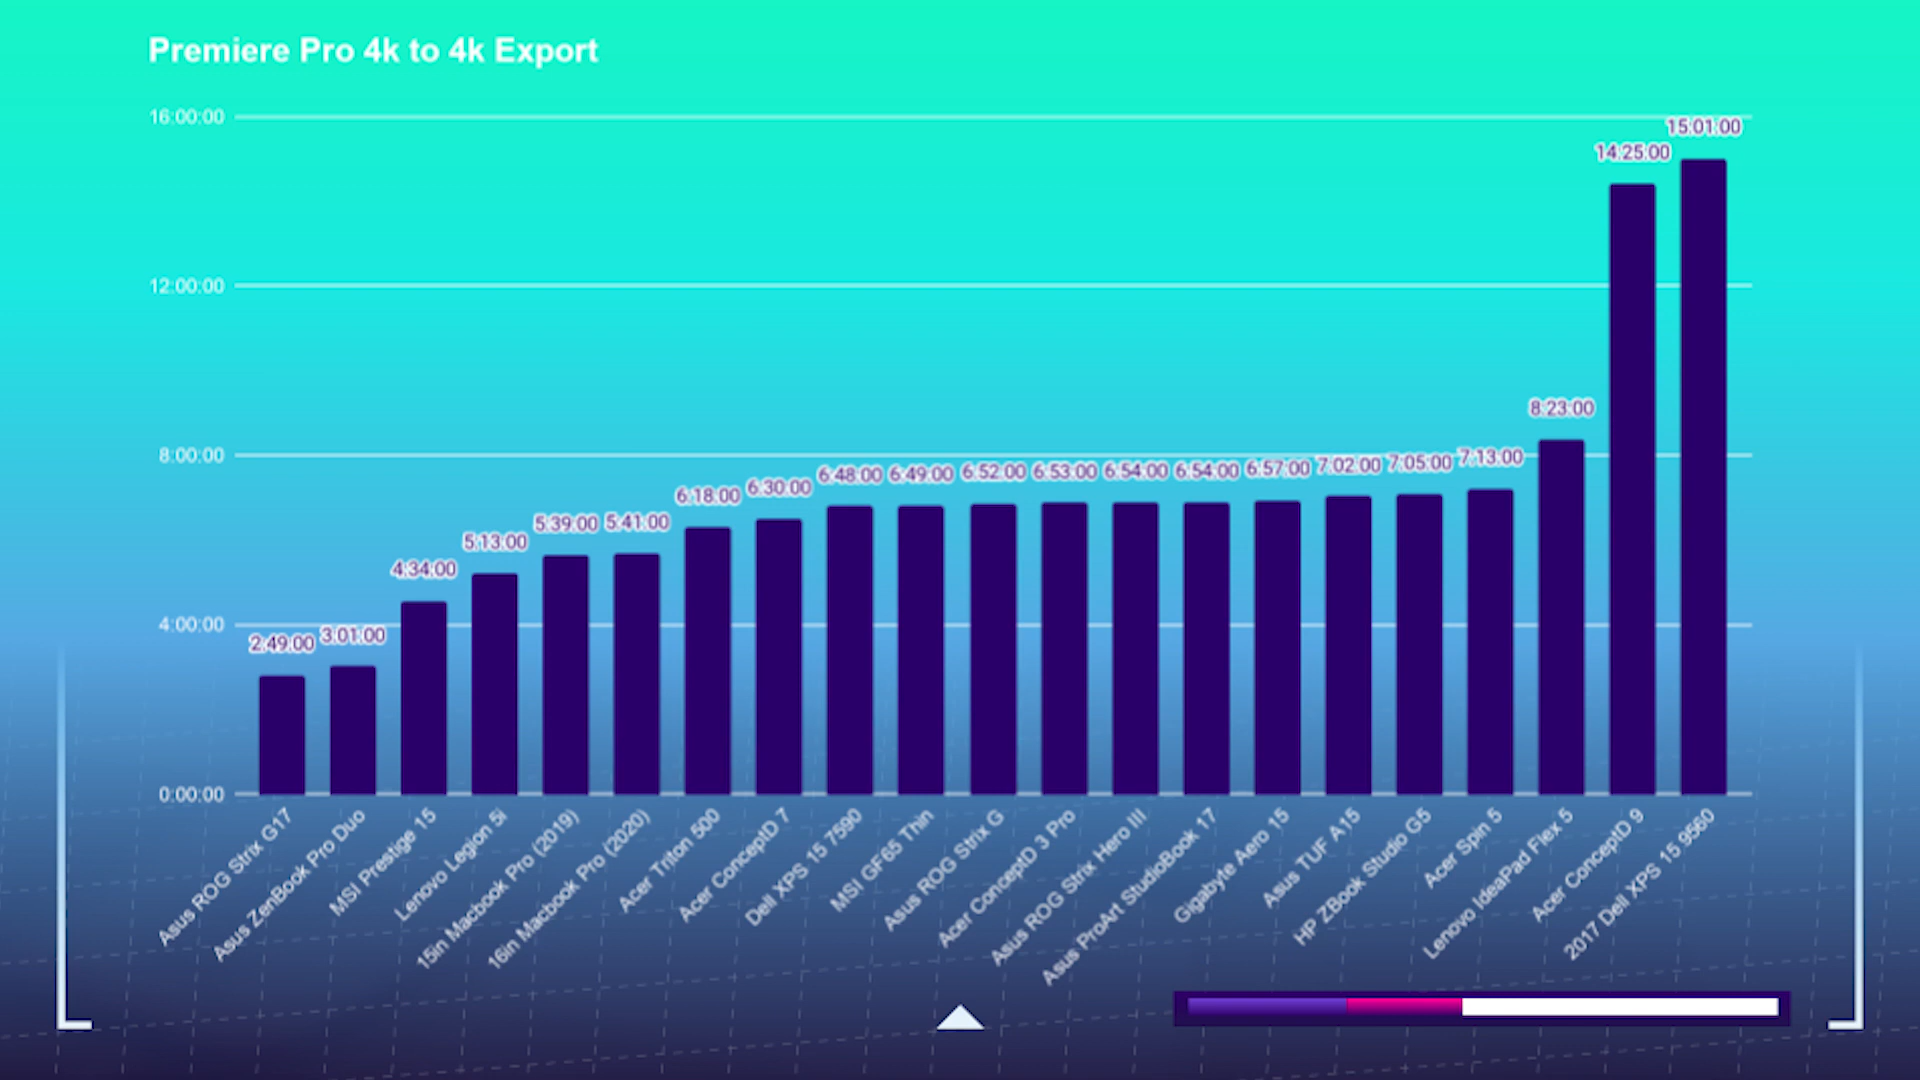 Premiere Pro 4k to 4k Export
16:00:00
12:00:00
8:00:00
4:00:00
0:00:00
2:49:00
3:01:00
4:34:00
5:13:00
5:39:00
5:41:00
6:18:00
6:30:00
6:48:00
6:49:00
6:52:00
6:53:00
6:54:00
6:54:00
6:57:00
7:02:00
7:05:00
7:13:00
8:23:00
14:25:00
15:01:00
Asus ROG Strix G17
Asus ZenBook Pro Duo
MSI Prestige 15
Lenovo Legion 5i
15in Macbook Pro (2019)
16in Macbook Pro (2020)
Acer Triton 500
Acer ConceptD 7
Dell XPS 15 7590
MSI GF65 Thin
Asus ROG Strix G
Acer ConceptD 3 Pro
Asus ROG Strix Hero III
Asus ProArt StudioBook 17
Gigabyte Aero 15
Asus TUF A15
HP ZBook Studio G5
Acer Spin 5
Lenovo IdeaPad Flex 5
Acer ConceptD 9
2017 Dell XPS 15 9560